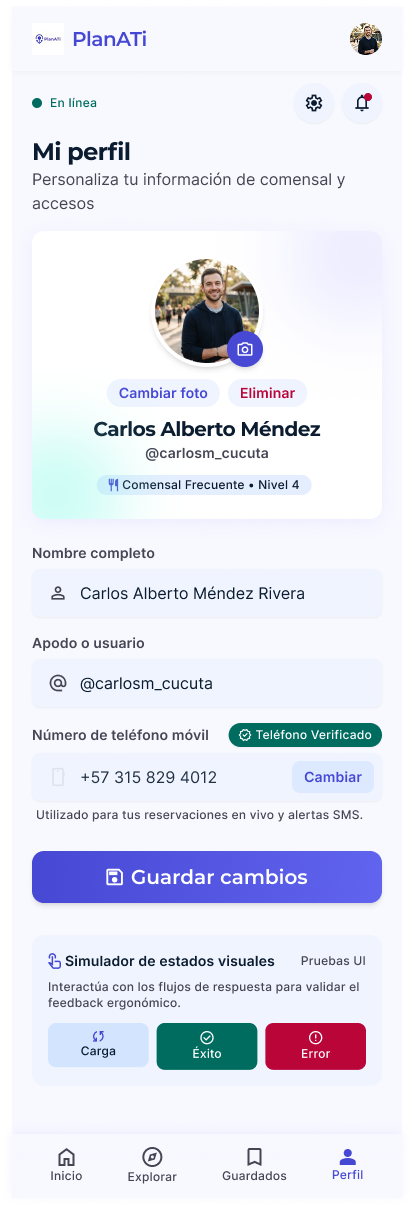 PlanATi PlanATi
En línea
Mi perfil
Personaliza tu información de comensal y
accesos
Cambiar foto Eliminar
Carlos Alberto Méndez
@carlosm_cucuta
Comensal Frecuente • Nivel 4
Nombre completo
Carlos Alberto Méndez Rivera
Apodo o usuario
@carlosm_cucuta
Número de teléfono móvil Teléfono Verificado
+57 315 829 4012 Cambiar
Utilizado para tus reservaciones en vivo y alertas SMS.
Guardar cambios
Simulador de estados visuales Pruebas UI
Interactúa con los flujos de respuesta para validar el
feedback ergonómico.
Carga Éxito Error
Inicio Explorar Guardados Perfil